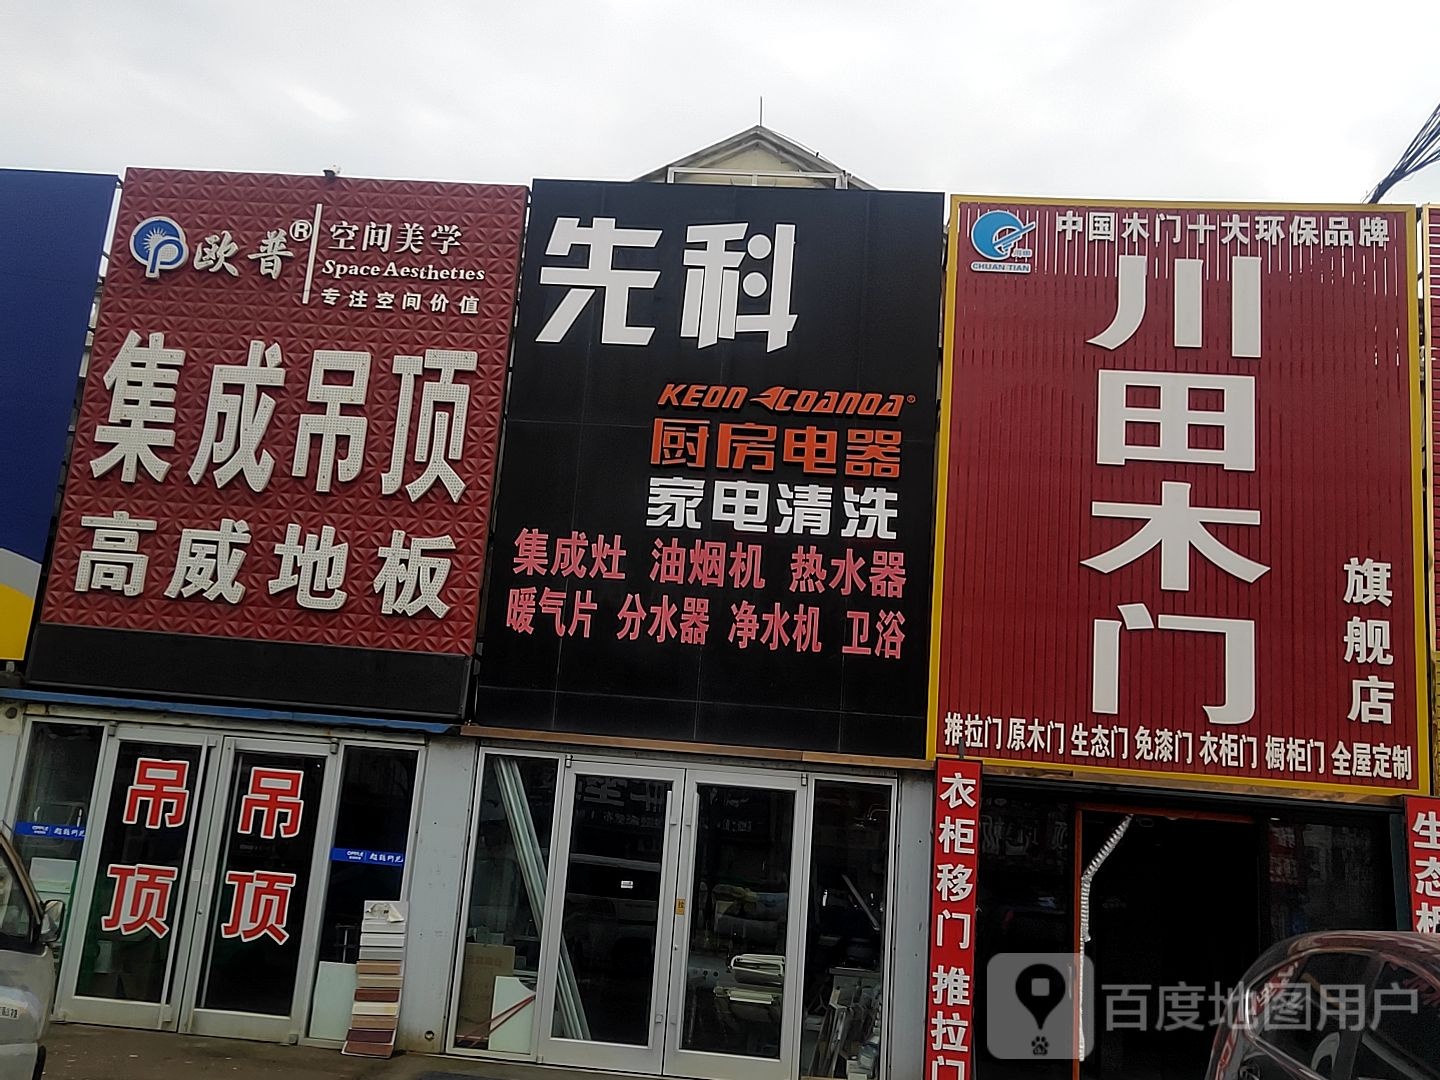 欧普®
空间美学
Space Aesthetics
专注空间价值
集成吊顶
高威地板
先科
KEON COANDA®
厨房电器
家电清洗
集成灶 油烟机 热水器
暖气片 分水器 净水机 卫浴
CHUAN TIAN
中国木门十大环保品牌
川田木门
旗舰店
推拉门 原木门 生态门 免漆门 衣柜门 橱柜门 全屋定制
吊顶
吊顶
OPPLE
OPPLE
衣柜移门 推拉门
生态柜
百度地图用户